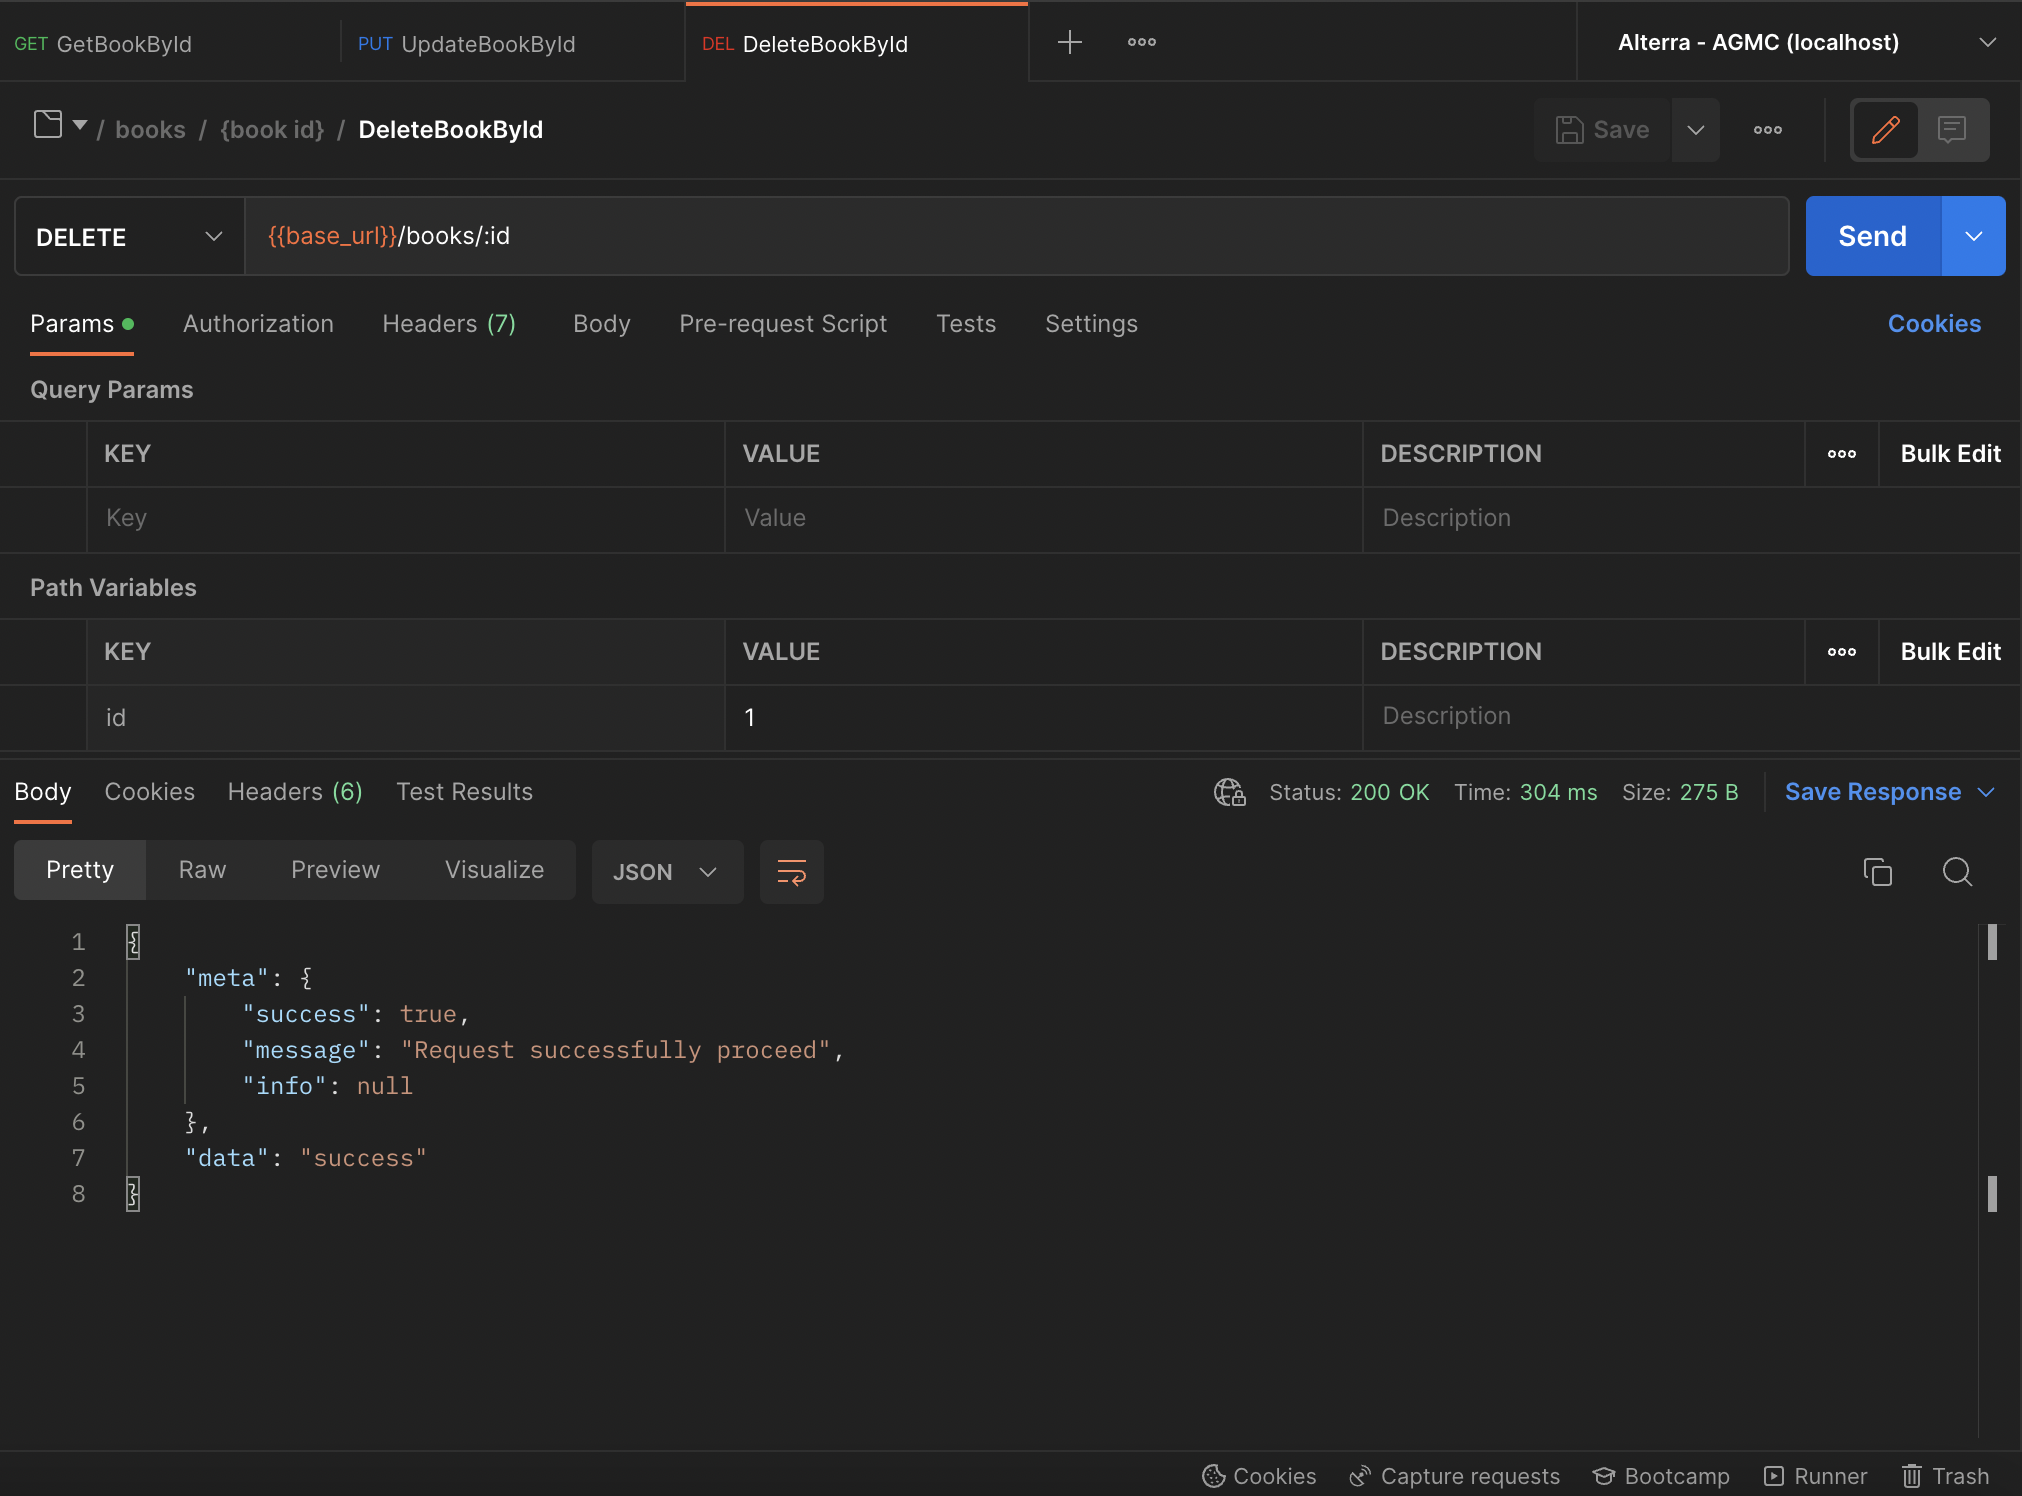 GET GetBookById PUT UpdateBookById DEL DeleteBookById Alterra - AGMC (localhost)
/ books / {book id} / DeleteBookById Save
DELETE {{base_url}}/books/:id Send
Params Authorization Headers (7) Body Pre-request Script Tests Settings Cookies
Query Params
KEY VALUE DESCRIPTION Bulk Edit
Key Value Description
Path Variables
KEY VALUE DESCRIPTION Bulk Edit
id 1 Description
Body Cookies Headers (6) Test Results Status: 200 OK Time: 304 ms Size: 275 B Save Response
Pretty Raw Preview Visualize JSON
1 {
2 "meta": {
3 "success": true,
4 "message": "Request successfully proceed",
5 "info": null
6 },
7 "data": "success"
8 }
Cookies Capture requests Bootcamp Runner Trash